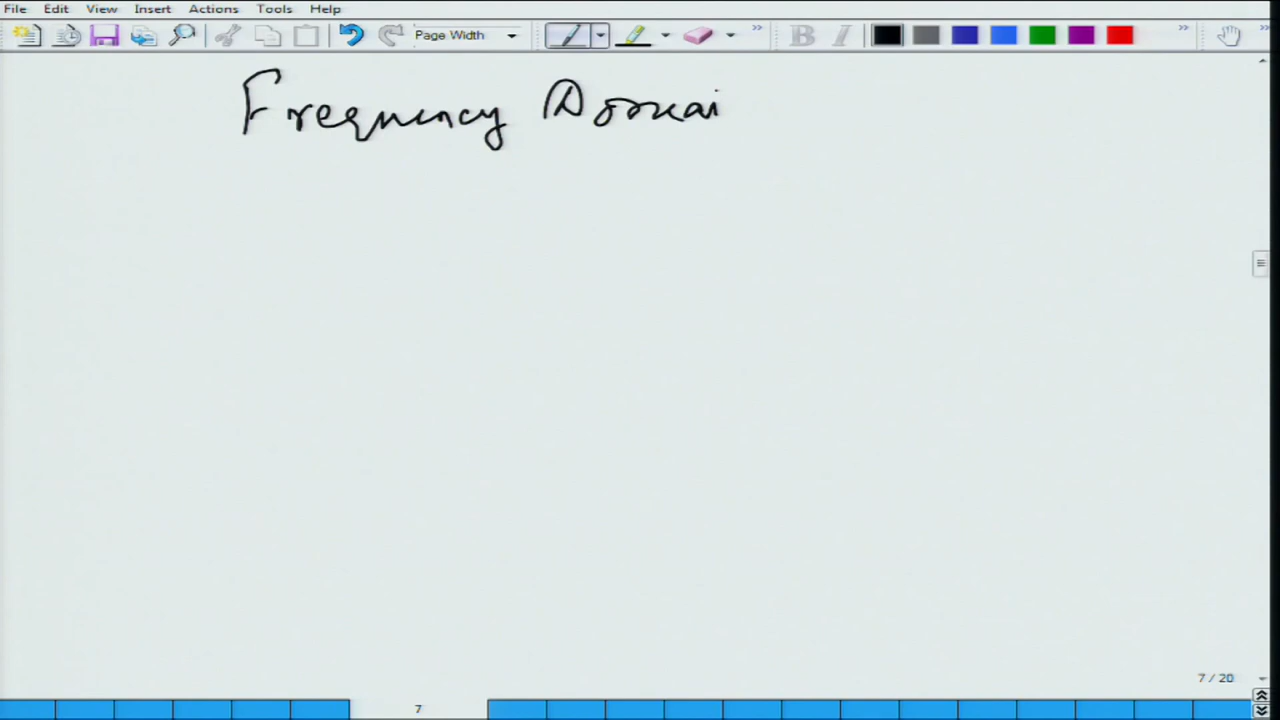 File Edit View Insert Actions Tools Help
Page Width B I
Frequency Domai
7 / 20
7